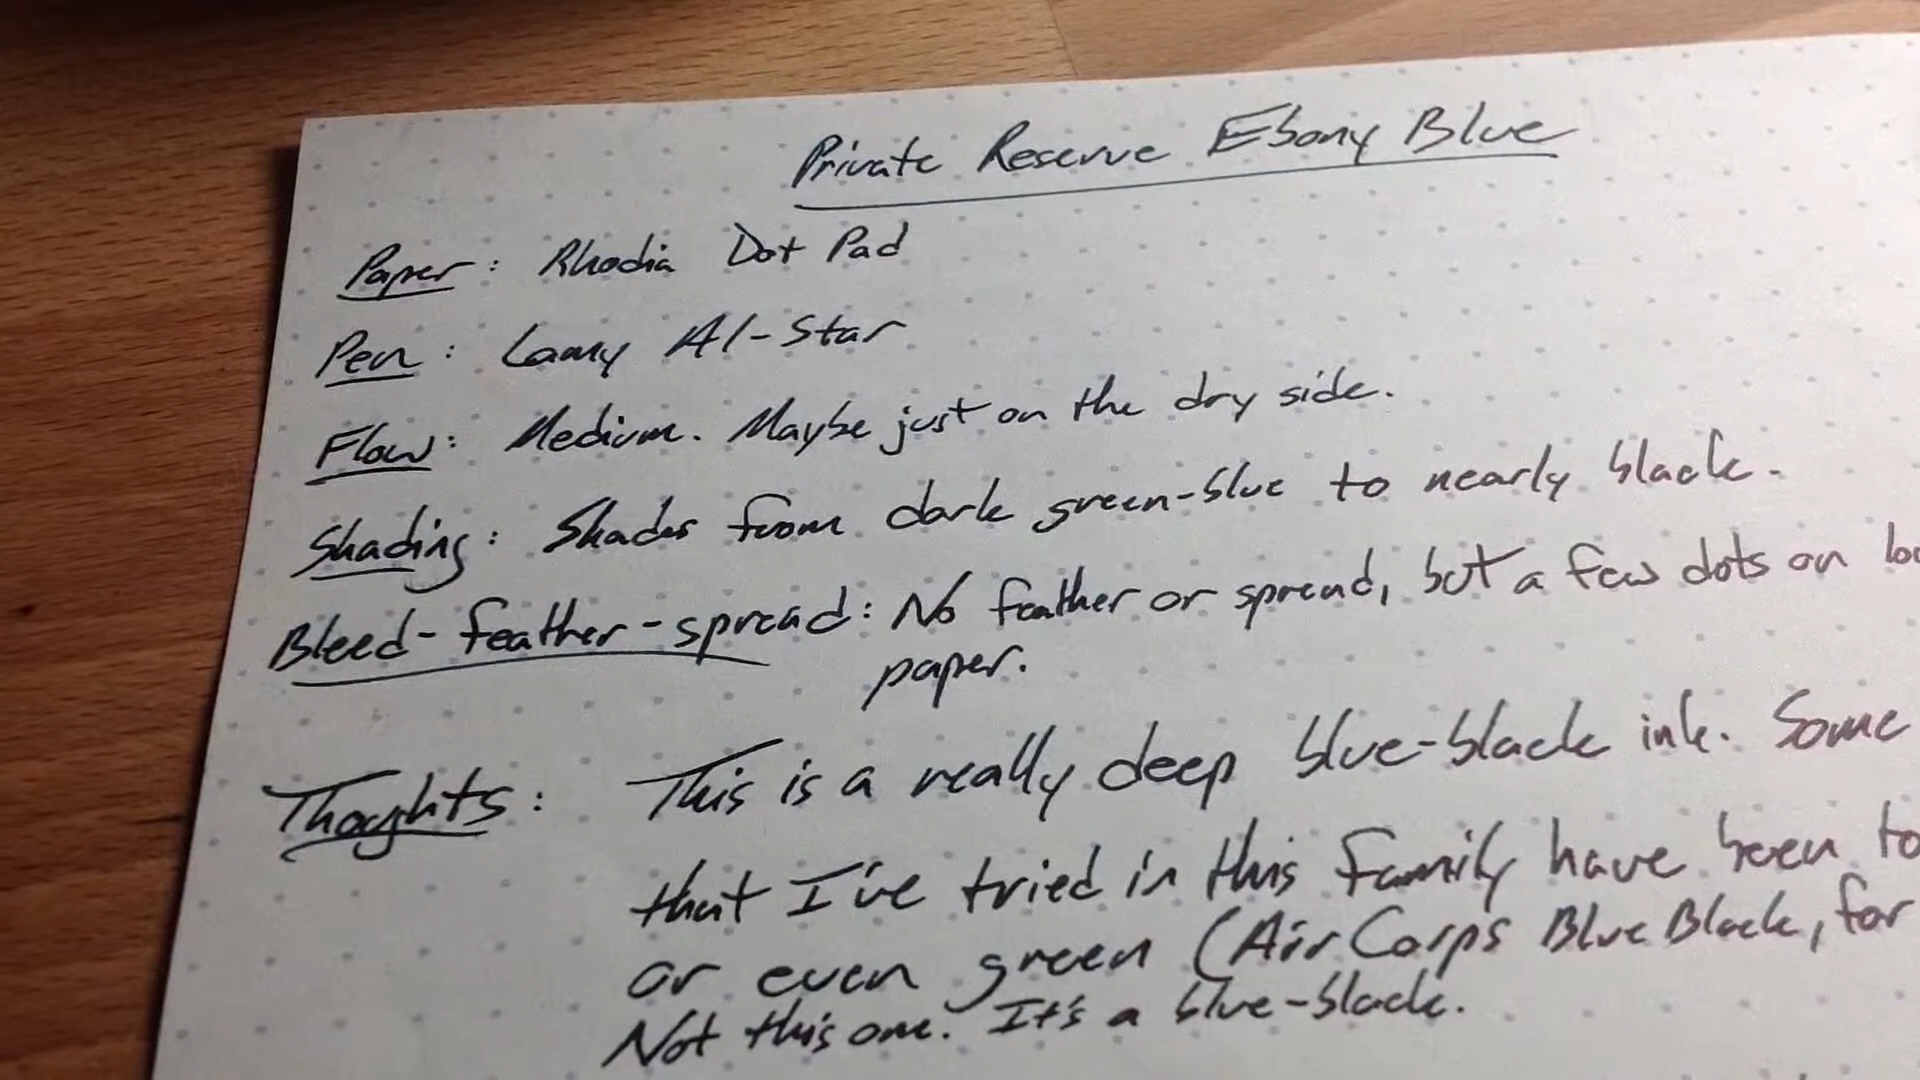 Private Reserve Ebony Blue
Paper: Rhodia Dot Pad
Pen: Lamy Al-Star
Flow: Medium. Maybe just on the dry side.
Shading: Shades from dark green-blue to nearly black.
Bleed-feather-spread: No feather or spread, but a few dots on
paper.
Thoghts: This is a really deep blue-black ink. Some
that I've tried in this family have been
or even green (Air Corps Blue Black, for
Not this one. It's a blue-black.